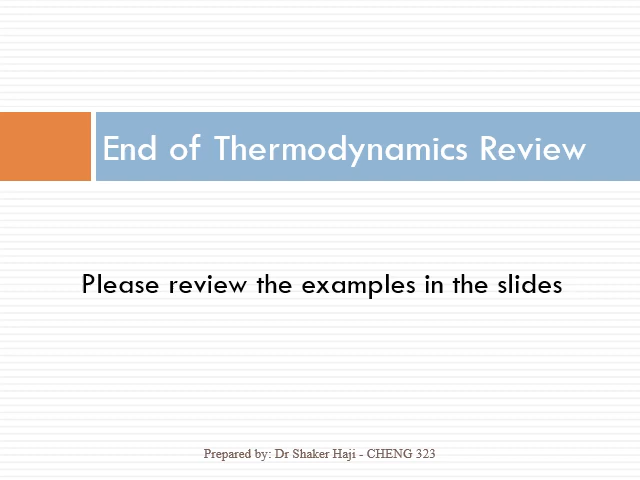 End of Thermodynamics Review
Please review the examples in the slides
Prepared by: Dr Shaker Haji - CHENG 323